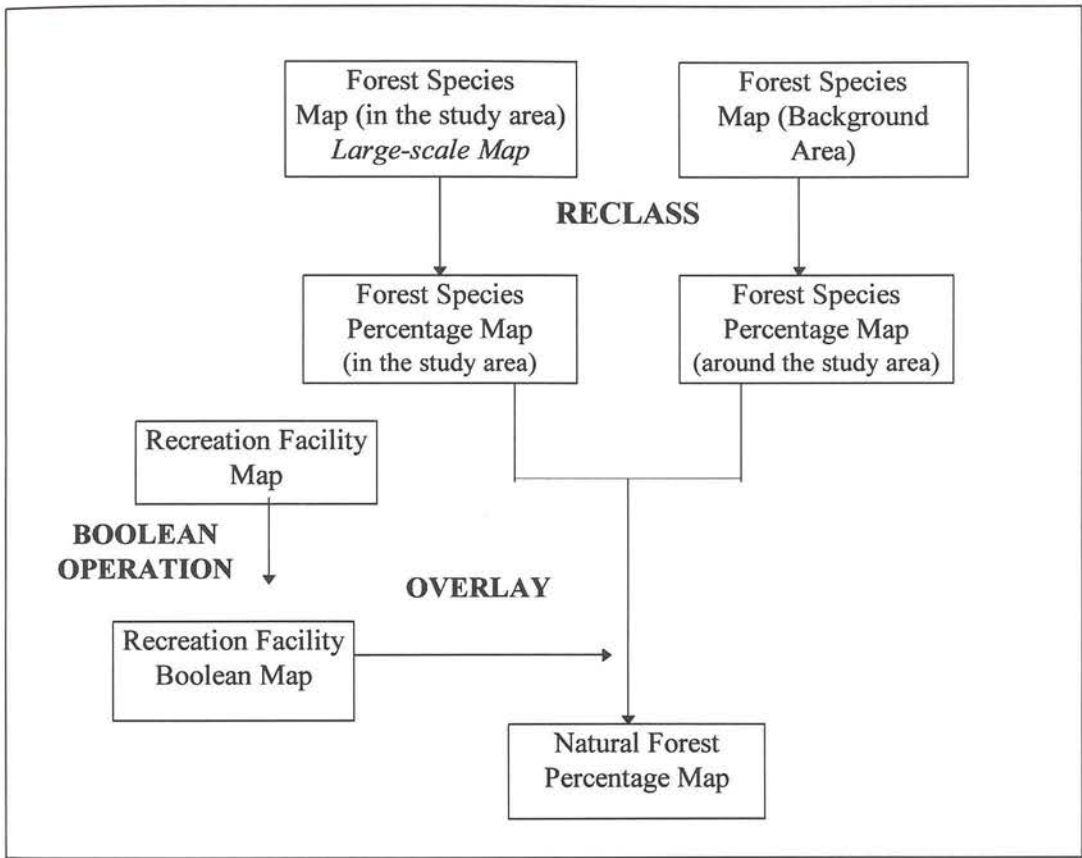 Forest Species
Map (in the study area)
Large-scale Map
Forest Species
Map (Background
Area)
RECLASS
Forest Species
Percentage Map
(in the study area)
Forest Species
Percentage Map
(around the study area)
Recreation Facility
Map
BOOLEAN
OPERATION
OVERLAY
Recreation Facility
Boolean Map
Natural Forest
Percentage Map